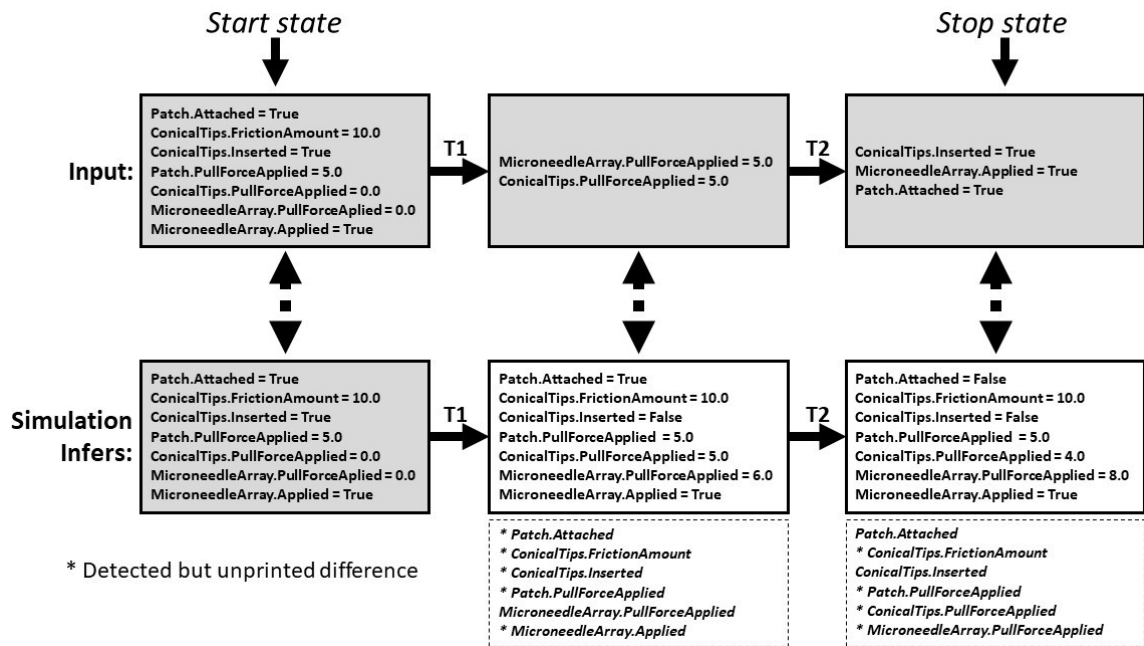 Start state
Stop state
Input:
Patch.Attached = True
ConicalTips.FrictionAmount = 10.0
ConicalTips.Inserted = True
Patch.PullForceApplied = 5.0
ConicalTips.PullForceApplied = 0.0
MicroneedleArray.PullForceAplied = 0.0
MicroneedleArray.Applied = True
T1
MicroneedleArray.PullForceApplied = 5.0
ConicalTips.PullForceApplied = 5.0
T2
ConicalTips.Inserted = True
MicroneedleArray.Applied = True
Patch.Attached = True
Simulation
Infers:
Patch.Attached = True
ConicalTips.FrictionAmount = 10.0
ConicalTips.Inserted = True
Patch.PullForceApplied = 5.0
ConicalTips.PullForceApplied = 0.0
MicroneedleArray.PullForceAplied = 0.0
MicroneedleArray.Applied = True
T1
Patch.Attached = True
ConicalTips.FrictionAmount = 10.0
ConicalTips.Inserted = False
Patch.PullForceApplied = 5.0
ConicalTips.PullForceApplied = 5.0
MicroneedleArray.PullForceApplied = 6.0
MicroneedleArray.Applied = True
T2
Patch.Attached = False
ConicalTips.FrictionAmount = 10.0
ConicalTips.Inserted = False
Patch.PullForceApplied = 5.0
ConicalTips.PullForceApplied = 4.0
MicroneedleArray.PullForceApplied = 8.0
MicroneedleArray.Applied = True
* Detected but unprinted difference
* Patch.Attached
* ConicalTips.FrictionAmount
* ConicalTips.Inserted
* Patch.PullForceApplied
MicroneedleArray.PullForceApplied
* MicroneedleArray.Applied
Patch.Attached
* ConicalTips.FrictionAmount
ConicalTips.Inserted
* Patch.PullForceApplied
* ConicalTips.PullForceApplied
* MicroneedleArray.PullForceApplied